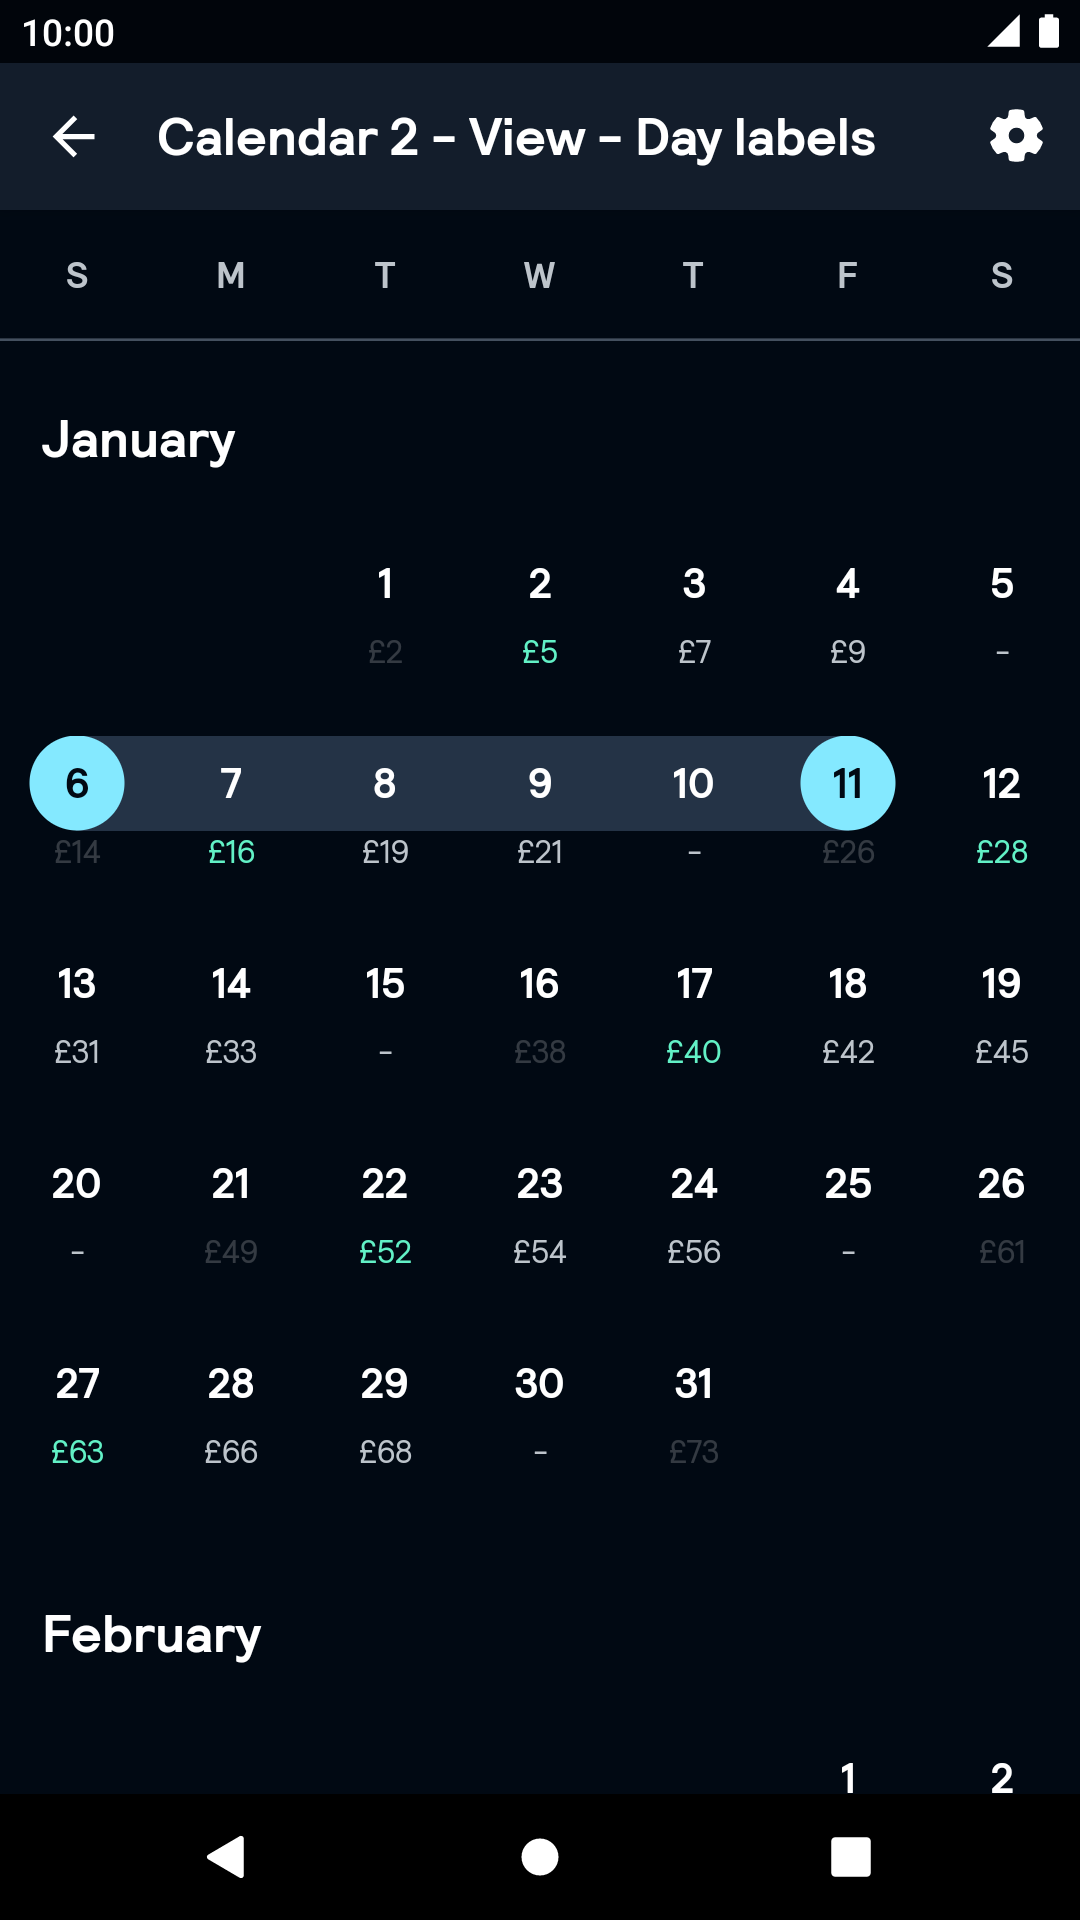 10:00
Calendar 2 – View – Day labels
S M T W T F S
January
1 2 3 4 5
£2 £5 £7 £9 -
6 7 8 9 10 11 12
£14 £16 £19 £21 - £26 £28
13 14 15 16 17 18 19
£31 £33 - £38 £40 £42 £45
20 21 22 23 24 25 26
- £49 £52 £54 £56 - £61
27 28 29 30 31
£63 £66 £68 - £73
February
1 2